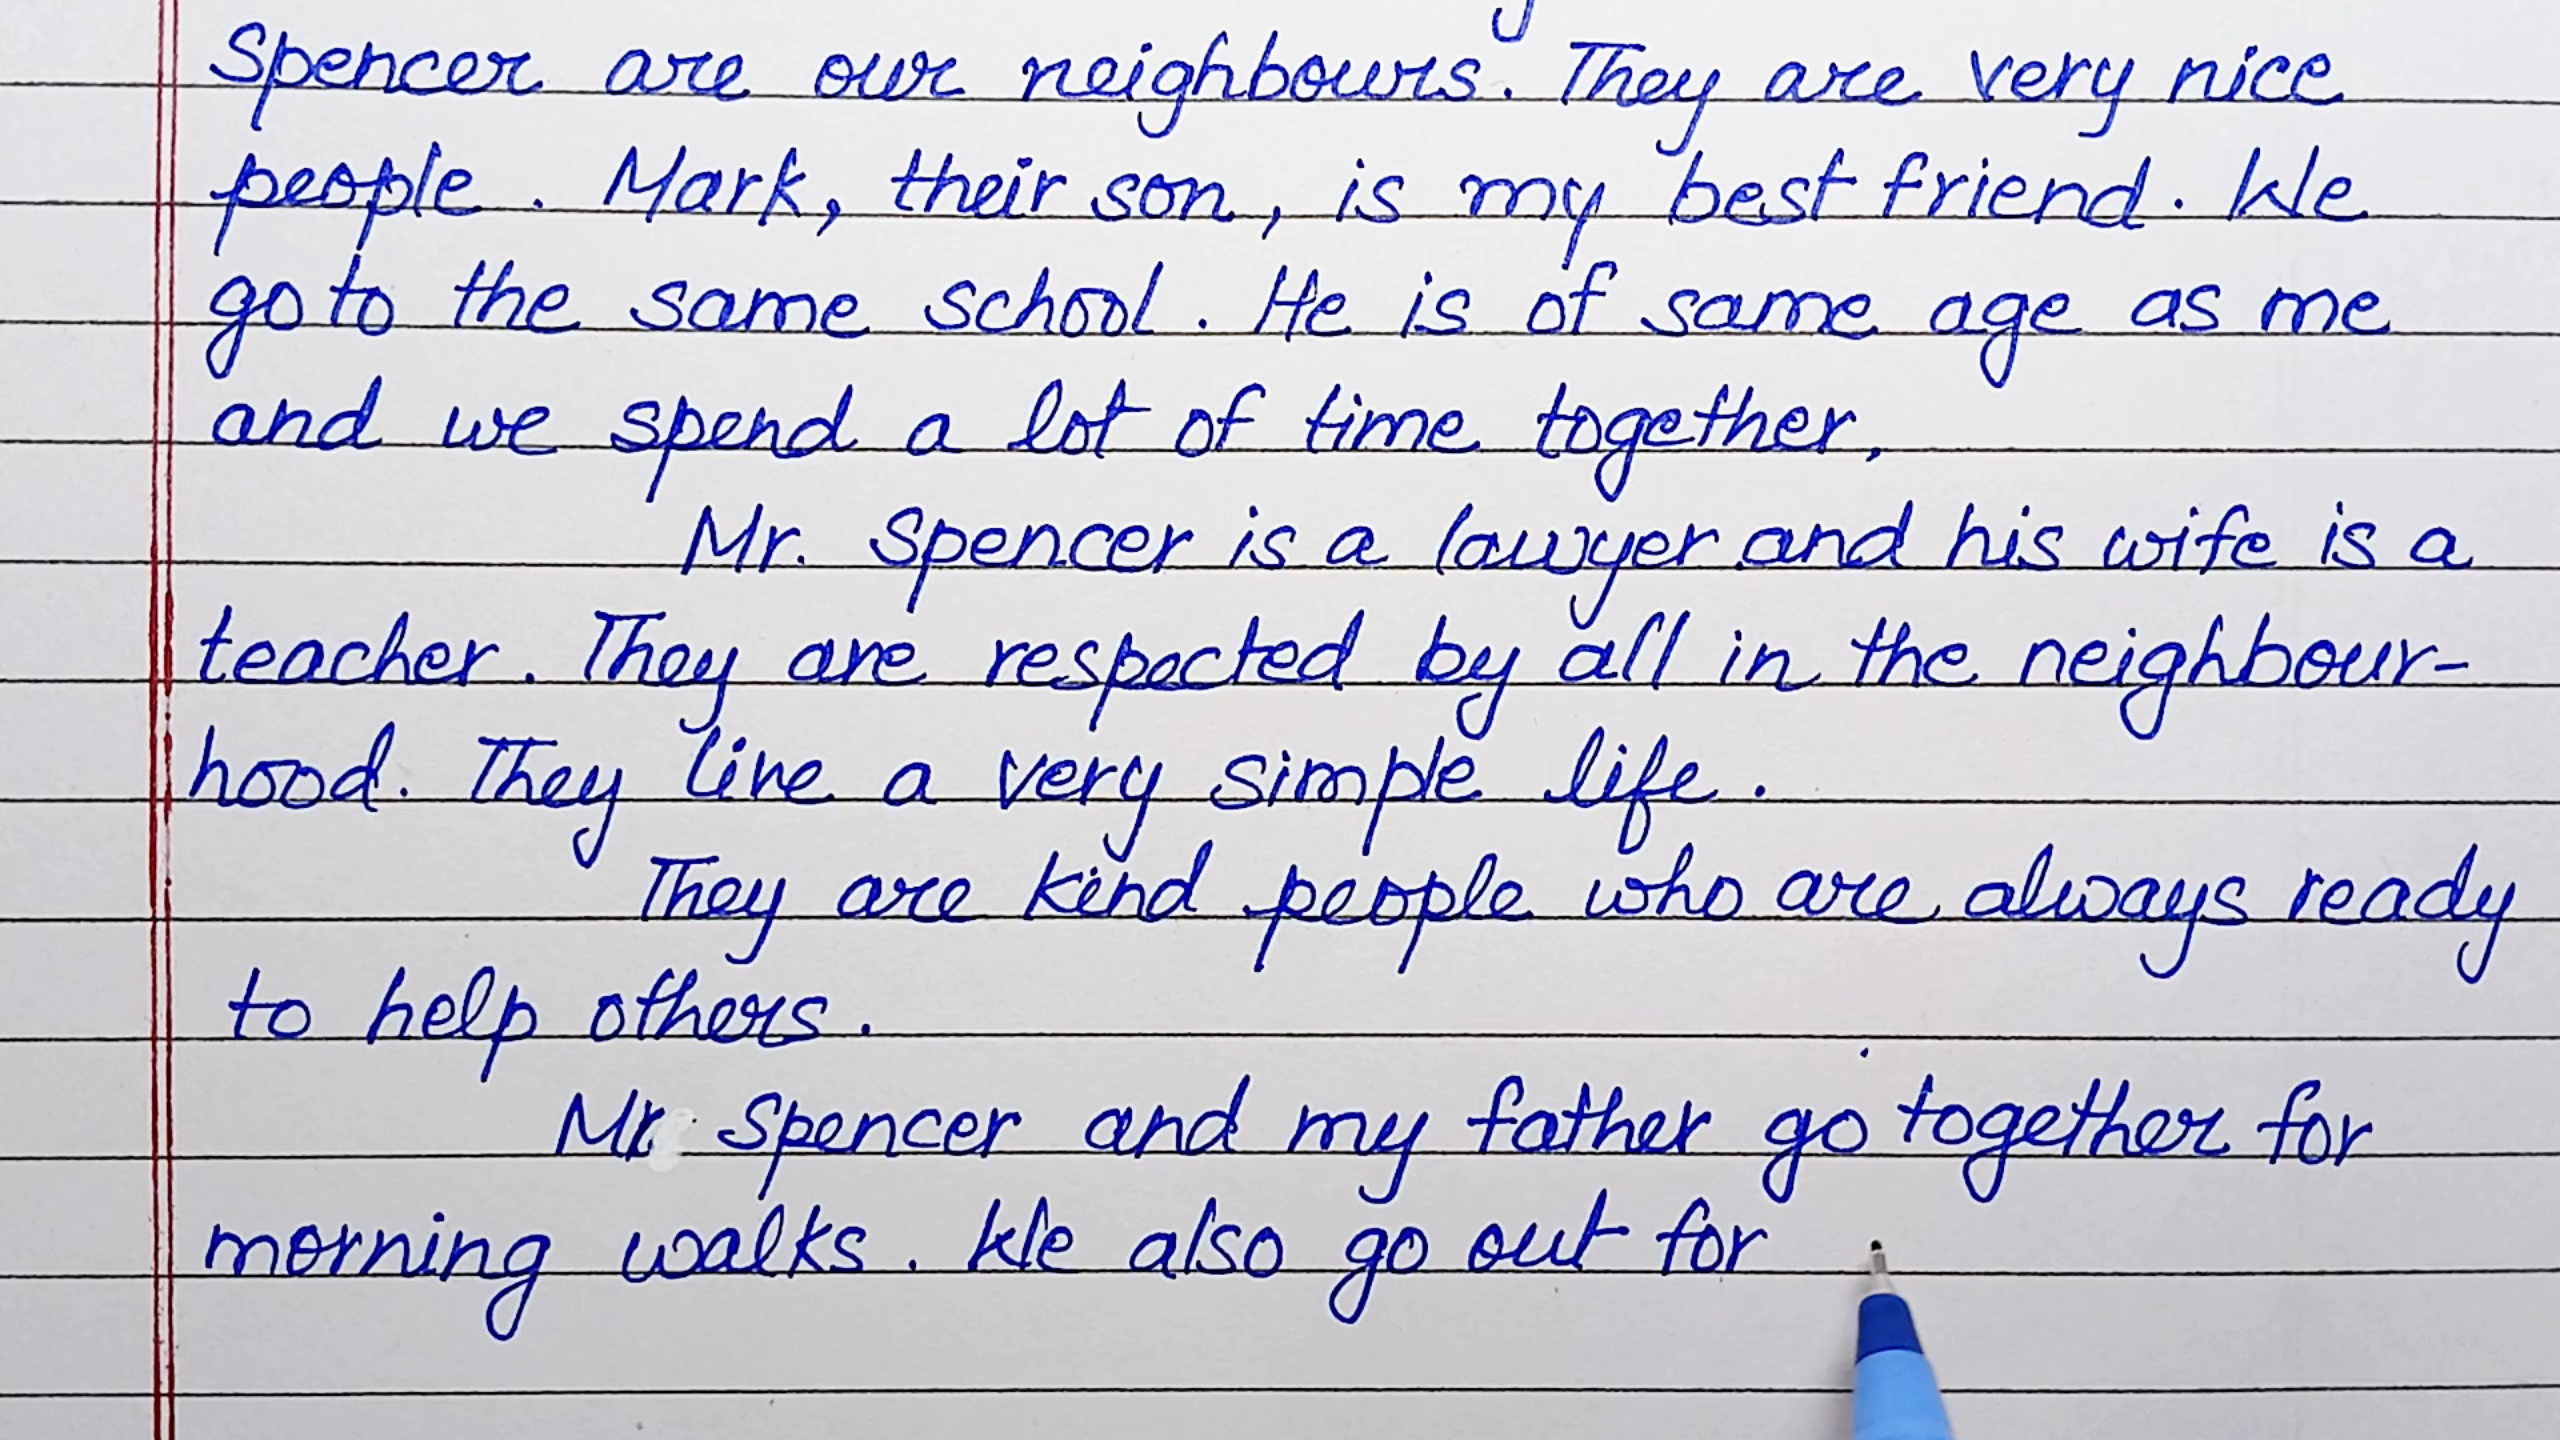 Spencer are our neighbours. They are very nice
people. Mark, their son, is my best friend. We
go to the same school. He is of same age as me
and we spend a lot of time together,
Mr. Spencer is a lawyer and his wife is a
teacher. They are respected by all in the neighbour-
hood. They live a very simple life.
They are kind people who are always ready
to help others.
Mr Spencer and my father go together for
morning walks. We also go out for